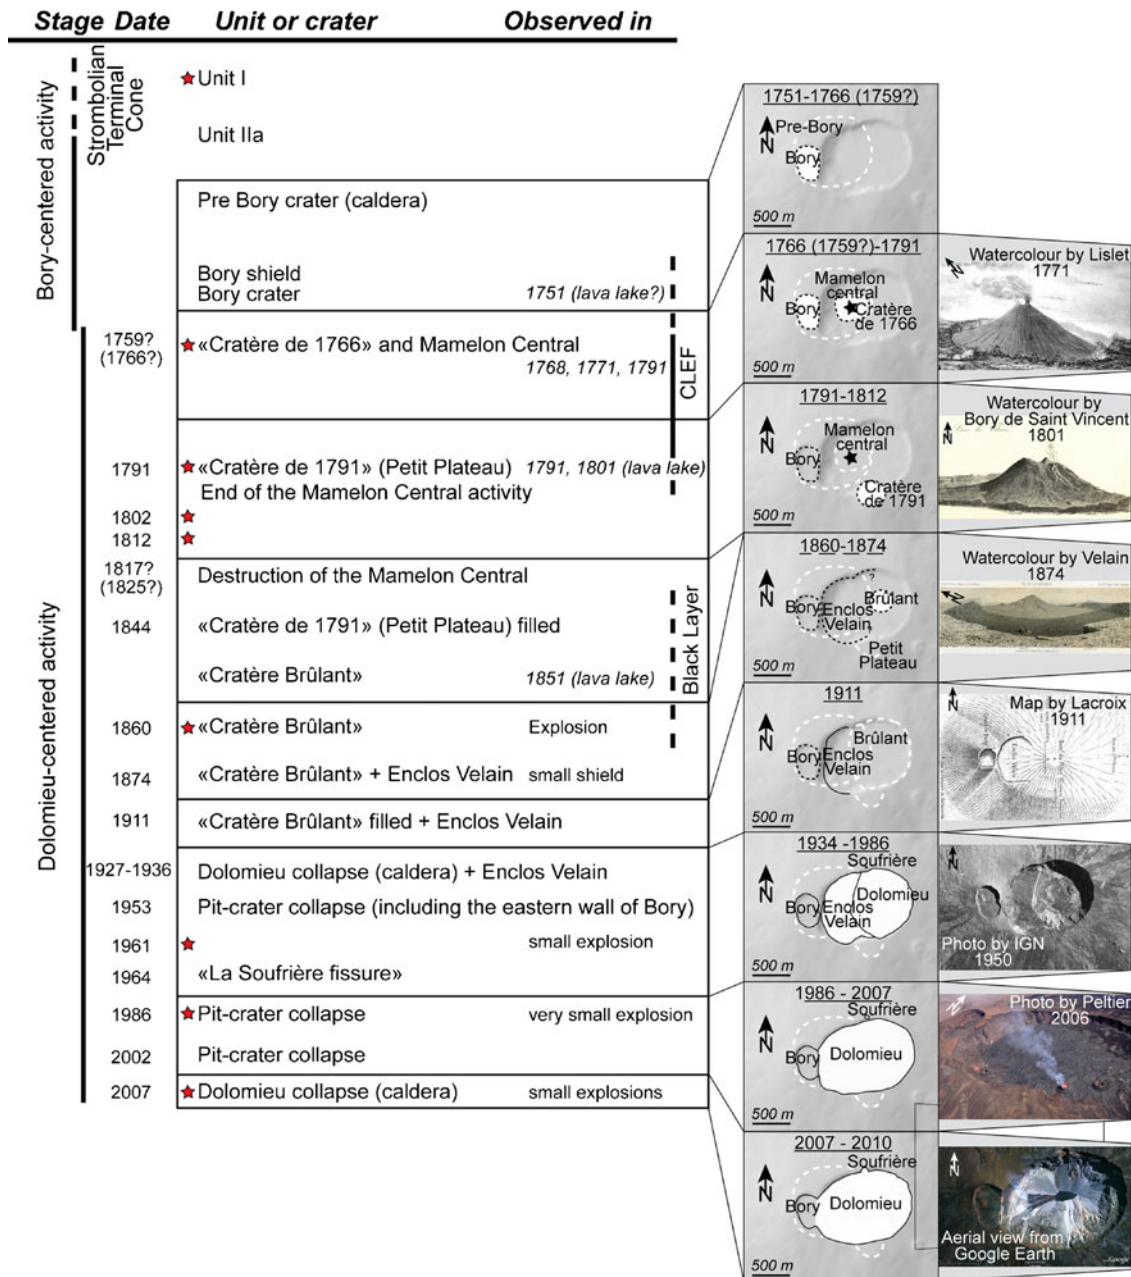 Stage Date Unit or crater Observed in
Bory-centered activity
Strombolian
Terminal
Cone
Unit I
Unit IIa
Pre Bory crater (caldera)
Bory shield
Bory crater 1751 (lava lake?)
Dolomieu-centered activity
1759?
(1766?)
«Cratère de 1766» and Mamelon Central
1768, 1771, 1791
CLEF
1791 «Cratère de 1791» (Petit Plateau) 1791, 1801 (lava lake)
End of the Mamelon Central activity
1802
1812
1817?
(1825?)
Destruction of the Mamelon Central
1844 «Cratère de 1791» (Petit Plateau) filled
«Cratère Brûlant» 1851 (lava lake)
Black Layer
1860 «Cratère Brûlant» Explosion
1874 «Cratère Brûlant» + Enclos Velain small shield
1911 «Cratère Brûlant» filled + Enclos Velain
1927-1936 Dolomieu collapse (caldera) + Enclos Velain
1953 Pit-crater collapse (including the eastern wall of Bory)
1961 small explosion
1964 «La Soufrière fissure»
1986 Pit-crater collapse very small explosion
2002 Pit-crater collapse
2007 Dolomieu collapse (caldera) small explosions
1751-1766 (1759?)
Pre-Bory
N
Bory
500 m
1766 (1759?)-1791
Mamelon
central
N
Bory
Cratère
de 1766
500 m
N
Watercolour by Lislet
1771
1791-1812
Mamelon
central
N
Bory
Cratère
de 1791
500 m
N
Watercolour by
Bory de Saint Vincent
1801
1860-1874
?
N
Bory
Enclos
Velain
Brûlant
Petit
Plateau
500 m
N
Watercolour by Velain
1874
1911
N
Brûlant
Bory
Enclos
Velain
500 m
N
Map by Lacroix
1911
1934 - 1986
Soufrière
N
Dolomieu
Bory
Enclos
Velain
500 m
N
Photo by IGN
1950
1986 - 2007
Soufrière
N
Bory
Dolomieu
500 m
N
Photo by Peltier
2006
2007 - 2010
Soufrière
N
Bory
Dolomieu
500 m
N
Aerial view from
Google Earth
Google